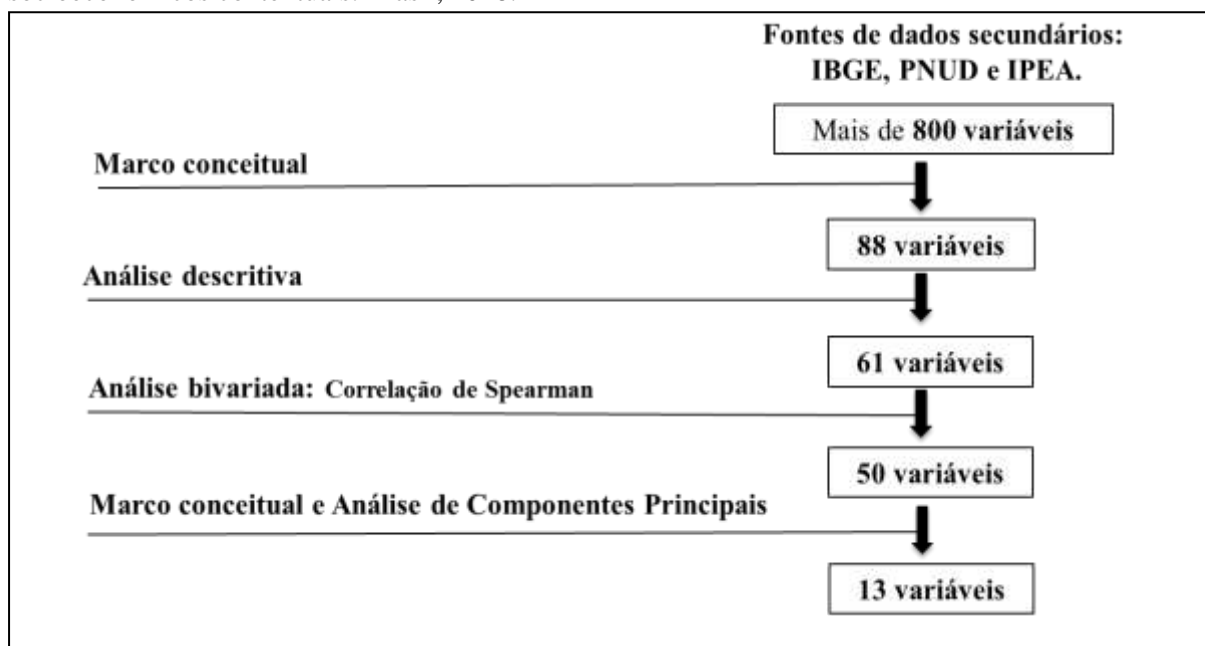 Fontes de dados secundários:
IBGE, PNUD e IPEA.
Mais de 800 variáveis
Marco conceitual
88 variáveis
Análise descritiva
61 variáveis
Análise bivariada: Correlação de Spearman
50 variáveis
Marco conceitual e Análise de Componentes Principais
13 variáveis